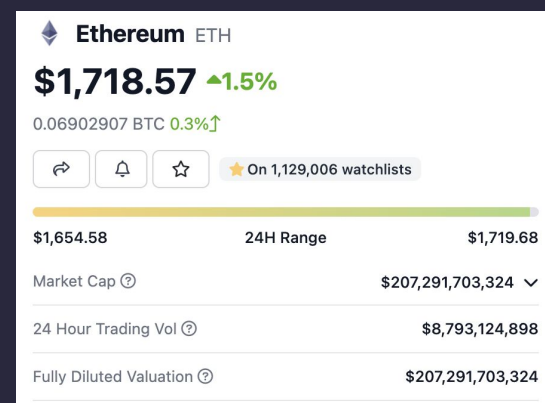 Ethereum ETH
$1,718.57 1.5%
0.06902907 BTC 0.3%
On 1,129,006 watchlists
$1,654.58 24H Range $1,719.68
Market Cap $207,291,703,324
24 Hour Trading Vol $8,793,124,898
Fully Diluted Valuation $207,291,703,324